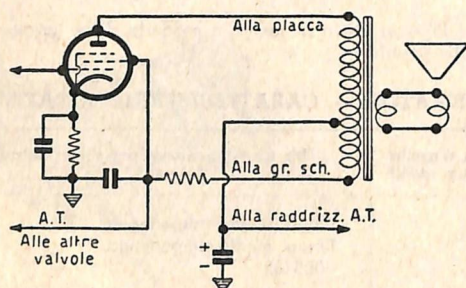 Alla placca
Alla gr. sch.
Alla raddrizz. A.T.
A.T.
Alle altre
valvole
+
-